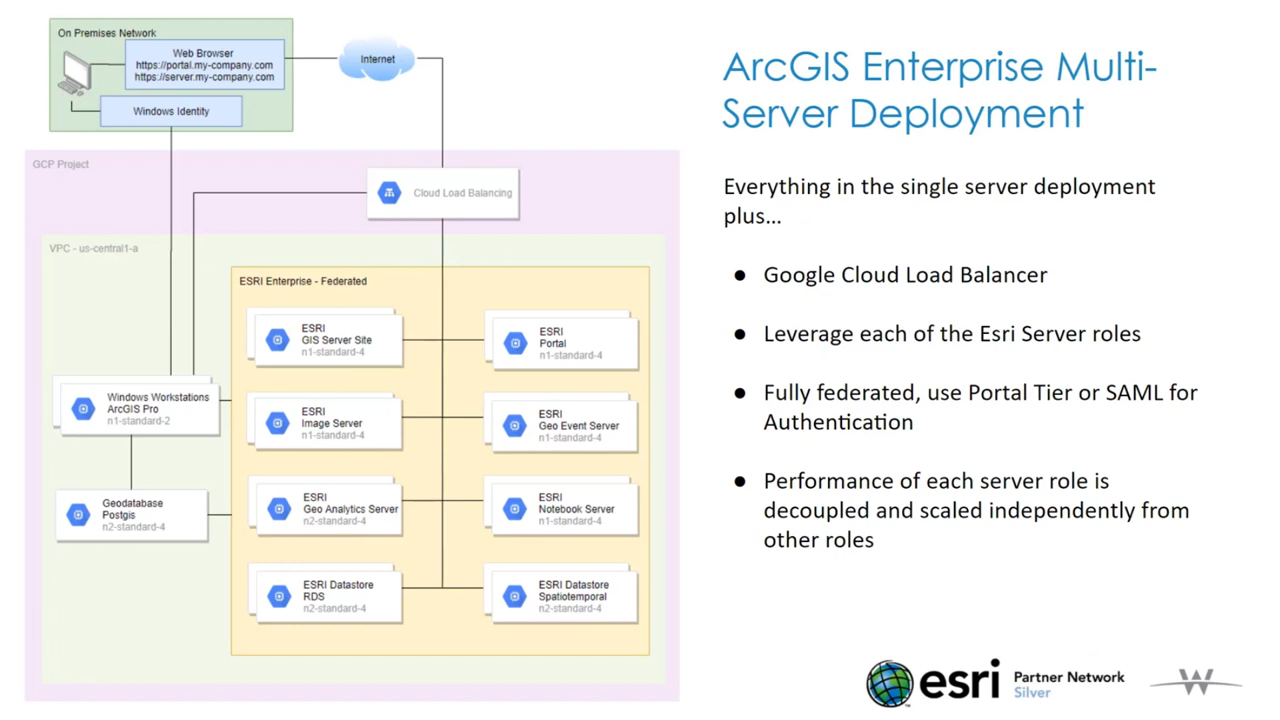 On Premises Network
Web Browser
https://portal.my-company.com
https://server.my-company.com
Windows Identity
Internet
GCP Project
Cloud Load Balancing
VPC - us-central1-a
ESRI Enterprise - Federated
ESRI
GIS Server Site
n1-standard-4
ESRI
Portal
n1-standard-4
Windows Workstations
ArcGIS Pro
n1-standard-2
ESRI
Image Server
n1-standard-4
ESRI
Geo Event Server
n1-standard-4
Geodatabase
Postgis
n2-standard-4
ESRI
Geo Analytics Server
n2-standard-4
ESRI
Notebook Server
n1-standard-4
ESRI Datastore
RDS
n2-standard-4
ESRI Datastore
Spatiotemporal
n2-standard-4
ArcGIS Enterprise Multi-
Server Deployment
Everything in the single server deployment
plus...
● Google Cloud Load Balancer
● Leverage each of the Esri Server roles
● Fully federated, use Portal Tier or SAML for
Authentication
● Performance of each server role is
decoupled and scaled independently from
other roles
esri
Partner Network
Silver
W